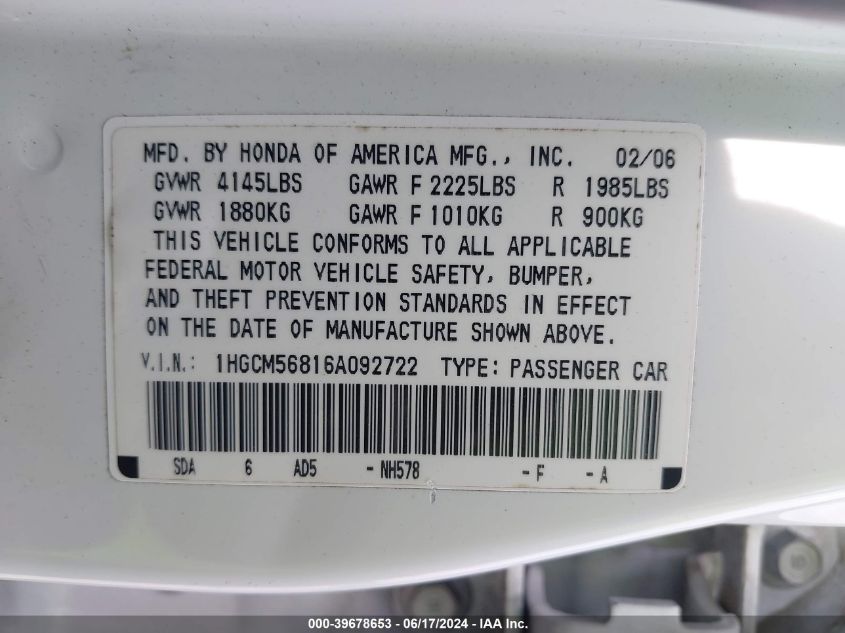 MFD. BY HONDA OF AMERICA MFG., INC. 02/06
GVWR 4145LBS GAWR F 2225LBS R 1985LBS
GVWR 1880KG GAWR F 1010KG R 900KG
THIS VEHICLE CONFORMS TO ALL APPLICABLE
FEDERAL MOTOR VEHICLE SAFETY, BUMPER,
AND THEFT PREVENTION STANDARDS IN EFFECT
ON THE DATE OF MANUFACTURE SHOWN ABOVE.
V.I.N.: 1HGCM56816A092722 TYPE: PASSENGER CAR
SDA 6 AD5 -NH578 -F -A
000-39678653 - 06/17/2024 - IAA Inc.